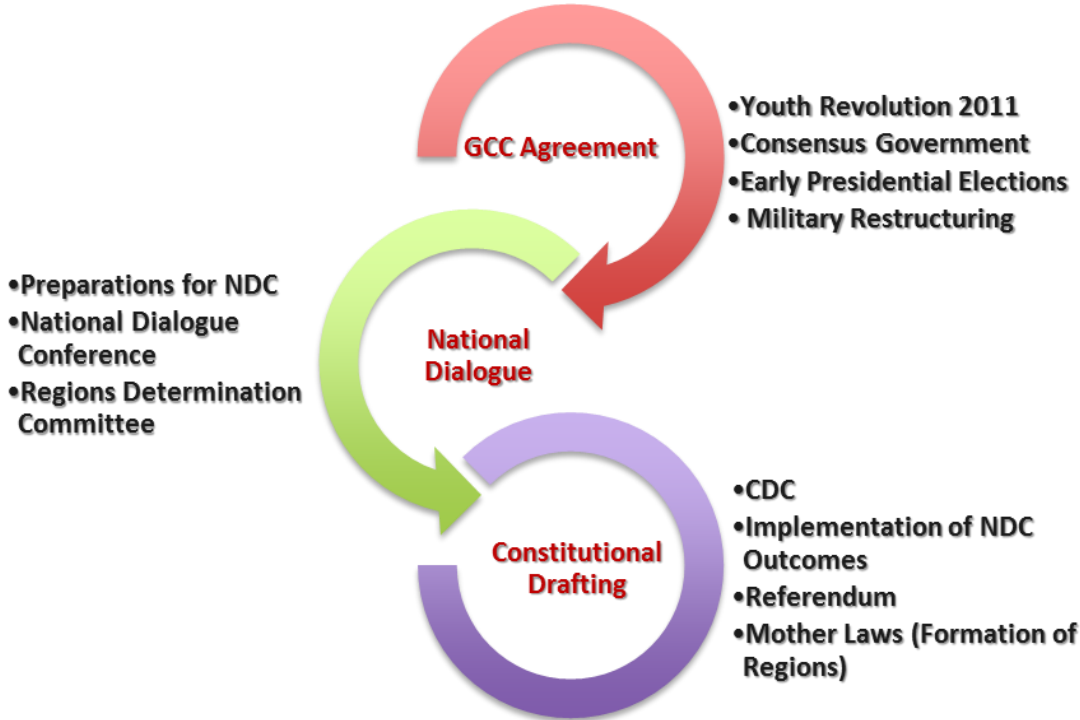 GCC Agreement
•Youth Revolution 2011
•Consensus Government
•Early Presidential Elections
• Military Restructuring
National
Dialogue
•Preparations for NDC
•National Dialogue
Conference
•Regions Determination
Committee
Constitutional
Drafting
•CDC
•Implementation of NDC
Outcomes
•Referendum
•Mother Laws (Formation of
Regions)